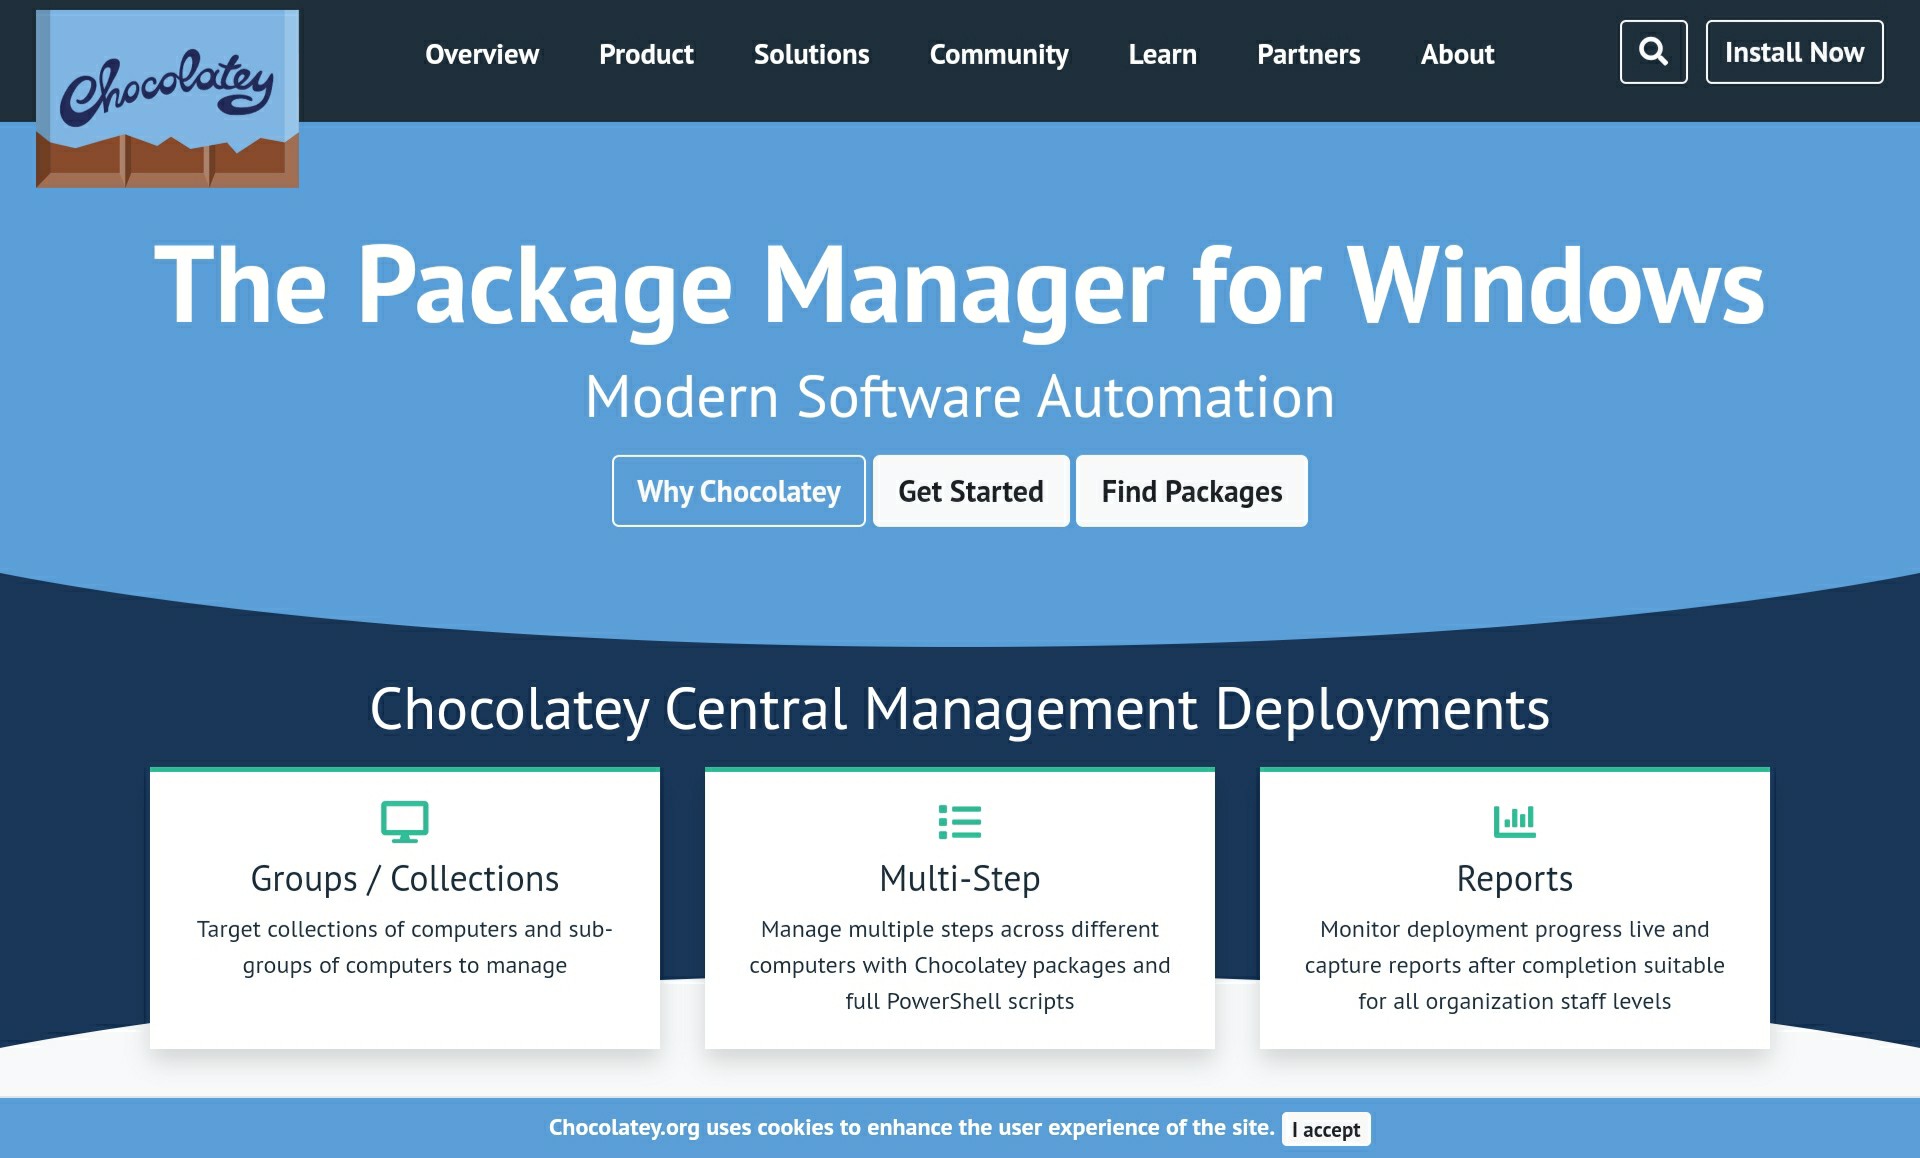 Chocolatey
Overview
Product
Solutions
Community
Learn
Partners
About
Install Now
The Package Manager for Windows
Modern Software Automation
Why Chocolatey
Get Started
Find Packages
Chocolatey Central Management Deployments
Groups / Collections
Target collections of computers and sub-
groups of computers to manage
Multi-Step
Manage multiple steps across different
computers with Chocolatey packages and
full PowerShell scripts
Reports
Monitor deployment progress live and
capture reports after completion suitable
for all organization staff levels
Chocolatey.org uses cookies to enhance the user experience of the site.
I accept